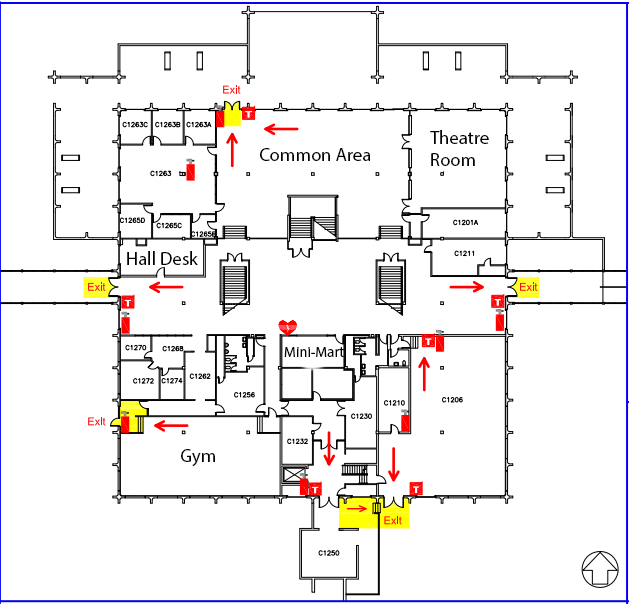 Exit
T
C1263C
C1263B
C1263A
Common Area
Theatre
Room
C1263
C1265D
C1265C
C1265B
C1201A
Hall Desk
C1211
Exit
Exit
T
T
C1270
C1268
Mini-Mart
T
C1272
C1274
C1262
C1256
C1210
C1206
C1230
Exit
C1232
Gym
T
T
Exit
C1250